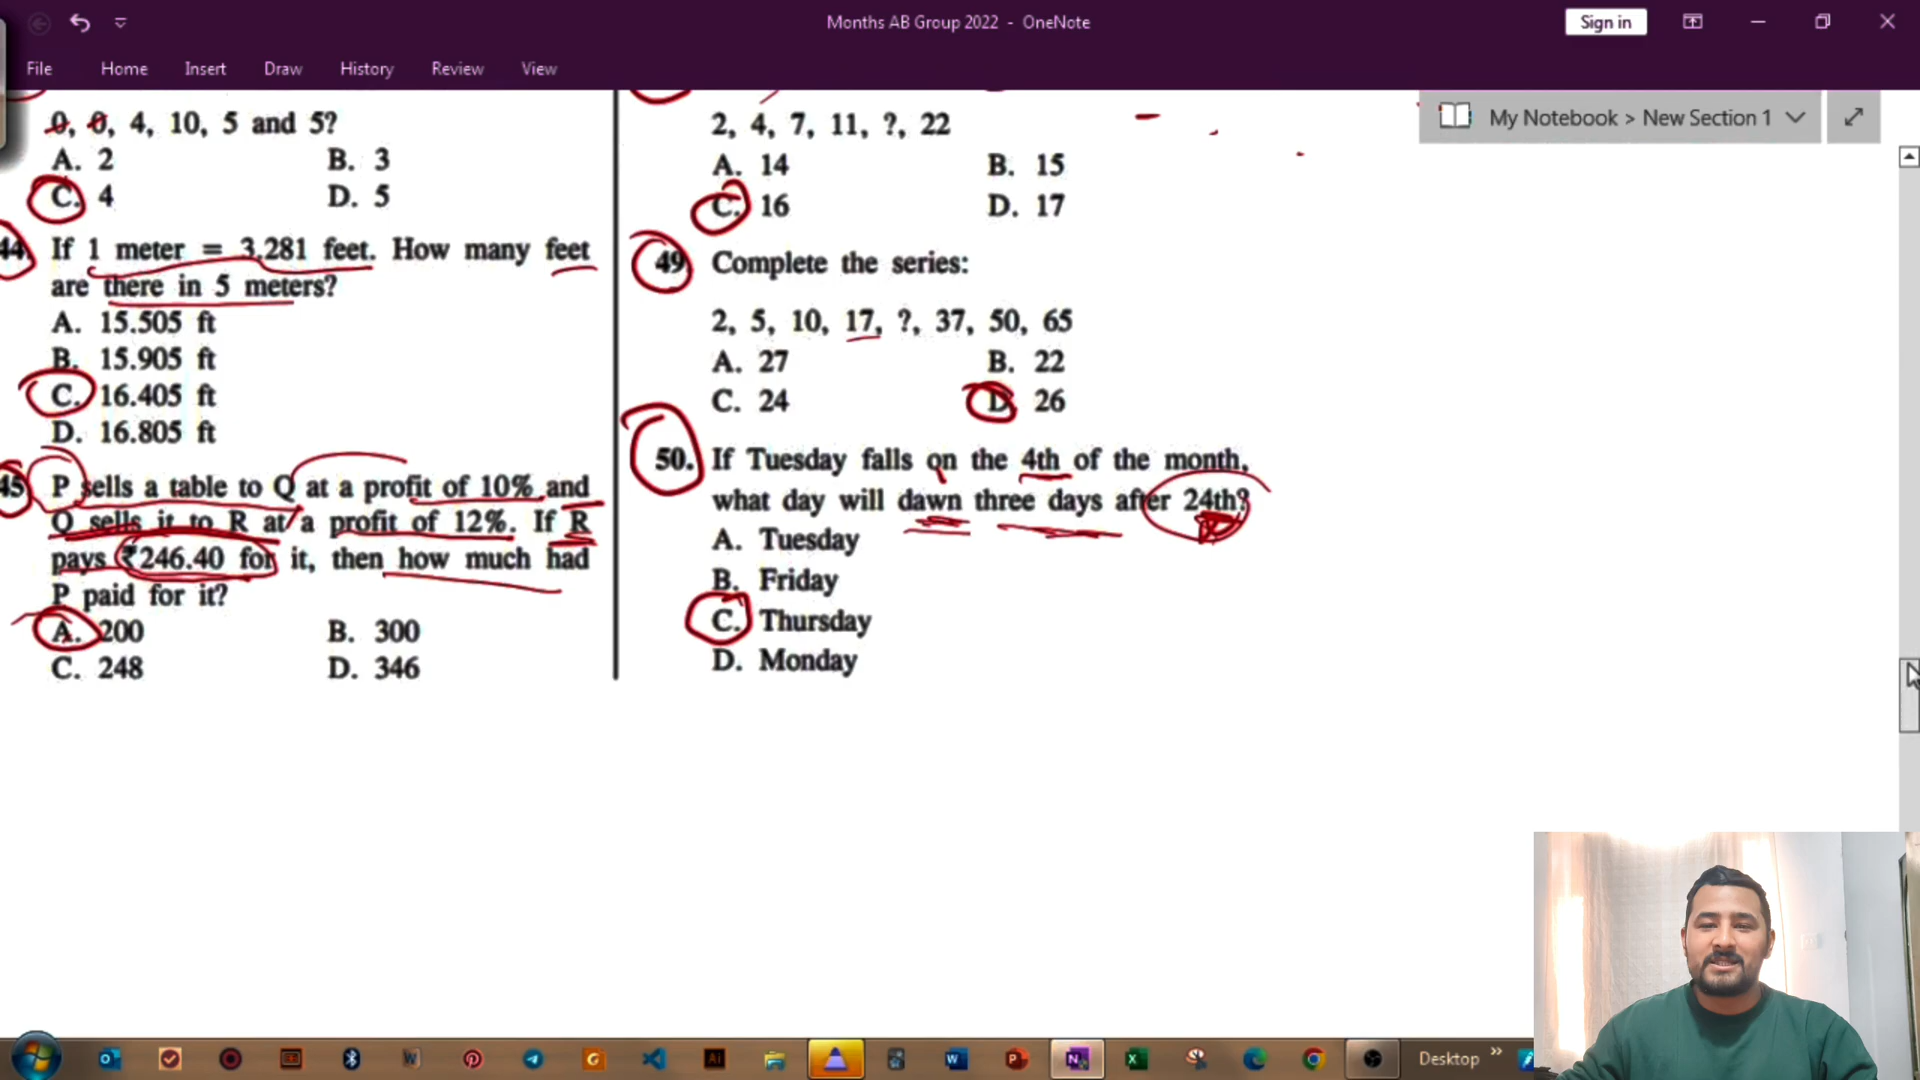 Months AB Group 2022 - OneNote
Sign in
File Home Insert Draw History Review View
My Notebook > New Section 1
0, 0, 4, 10, 5 and 5?
A. 2 B. 3
C. 4 D. 5
44. If 1 meter = 3.281 feet. How many feet
are there in 5 meters?
A. 15.505 ft
B. 15.905 ft
C. 16.405 ft
D. 16.805 ft
45 P sells a table to Q at a profit of 10% and
Q sells it to R at a profit of 12%. If R
pays ₹246.40 for it, then how much had
P paid for it?
A. 200 B. 300
C. 248 D. 346
2, 4, 7, 11, ?, 22
A. 14 B. 15
C. 16 D. 17
49 Complete the series:
2, 5, 10, 17, ?, 37, 50, 65
A. 27 B. 22
C. 24 D. 26
50. If Tuesday falls on the 4th of the month,
what day will dawn three days after 24th?
A. Tuesday
B. Friday
C. Thursday
D. Monday
Desktop